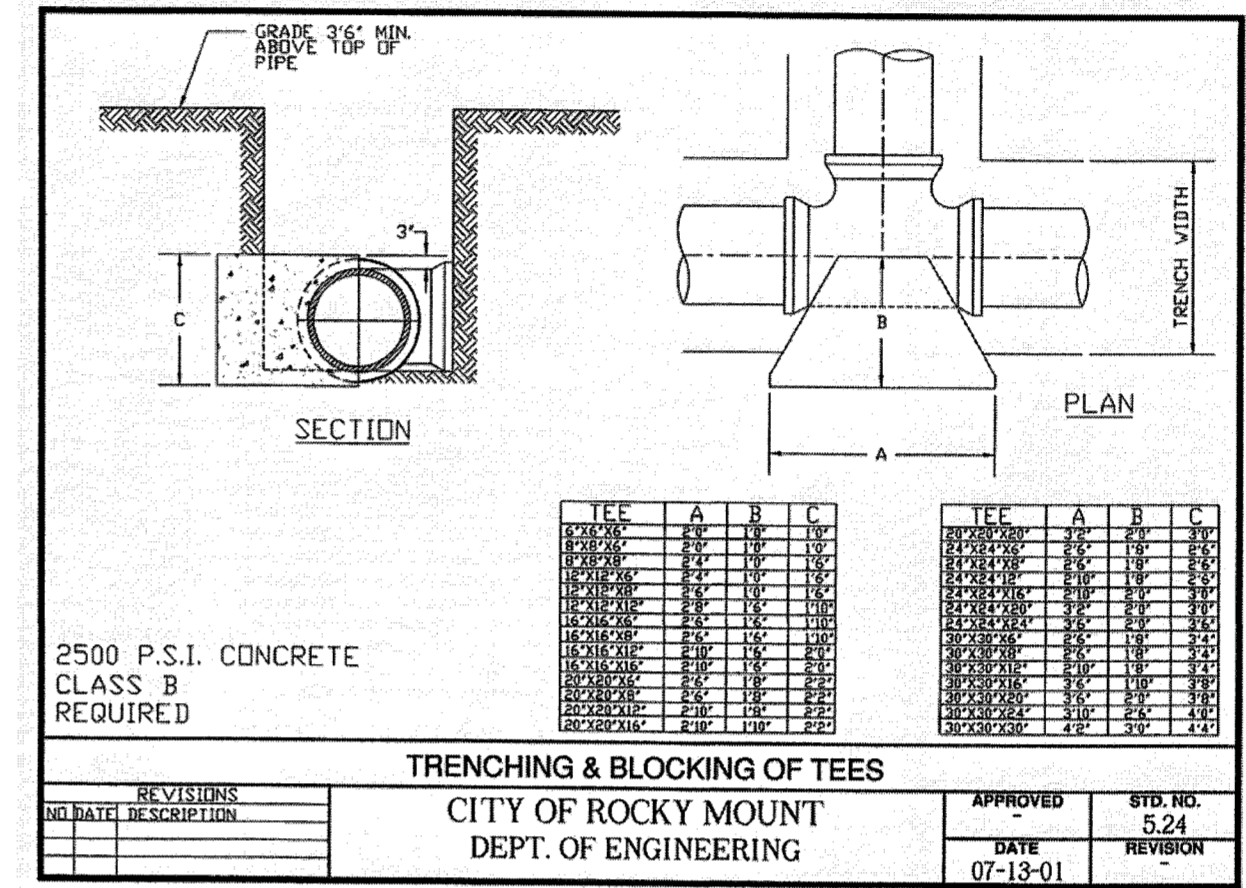 GRADE 3'6" MIN.
ABOVE TOP OF
PIPE
3"
C
SECTION
B
A
TRENCH WIDTH
PLAN
TEE A B C
6"X6"X6" 2'0" 1'0" 1'0"
8"X8"X6" 2'0" 1'0" 1'0"
8"X8"X8" 2'4" 1'0" 1'6"
12"X12"X6" 2'4" 1'0" 1'6"
12"X12"X8" 2'6" 1'0" 1'6"
12"X12"X12" 2'8" 1'6" 1'10"
16"X16"X6" 2'6" 1'6" 1'10"
16"X16"X8" 2'6" 1'6" 1'10"
16"X16"X12" 2'10" 1'6" 2'0"
16"X16"X16" 2'10" 1'6" 2'0"
20"X20"X6" 2'6" 1'8" 2'2"
20"X20"X8" 2'6" 1'8" 2'2"
20"X20"X12" 2'10" 1'8" 2'2"
20"X20"X16" 2'10" 1'10" 2'2"
TEE A B C
20"X20"X20" 3'2" 2'0" 3'0"
24"X24"X6" 2'6" 1'8" 2'6"
24"X24"X8" 2'6" 1'8" 2'6"
24"X24"12" 2'10" 1'8" 2'6"
24"X24"X16" 2'10" 2'0" 3'0"
24"X24"X20" 3'2" 2'0" 3'0"
24"X24"X24" 3'6" 2'0" 3'6"
30"X30"X6" 2'6" 1'8" 3'4"
30"X30"X8" 2'6" 1'8" 3'4"
30"X30"X12" 2'10" 1'8" 3'4"
30"X30"X16" 3'6" 1'10" 3'8"
30"X30"X20" 3'6" 2'0" 3'8"
30"X30"X24" 3'10" 2'6" 4'0"
30"X30"X30" 4'2" 3'0" 4'4"
2500 P.S.I. CONCRETE
CLASS B
REQUIRED
TRENCHING & BLOCKING OF TEES
REVISIONS
NO DATE DESCRIPTION
CITY OF ROCKY MOUNT
DEPT. OF ENGINEERING
APPROVED
-
STD. NO.
5.24
DATE
07-13-01
REVISION
-